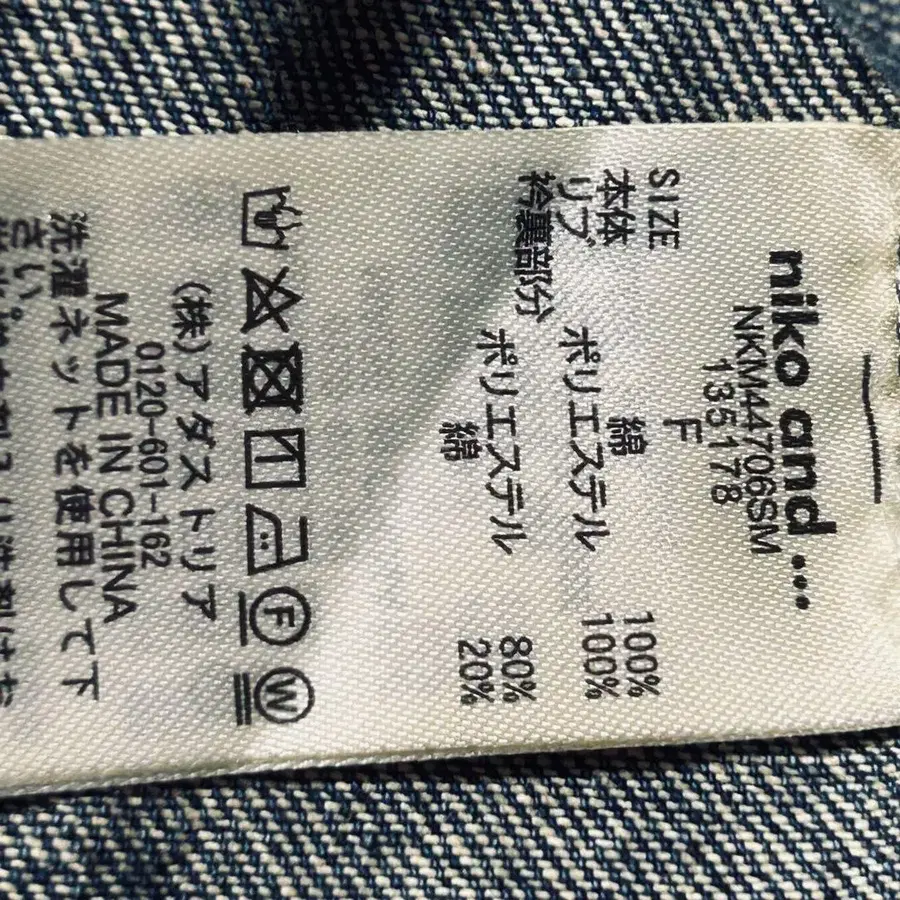 niko and...
NKM44706SM
135178
SIZE F
本体 綿 100%
リブ ポリエステル 100%
衿裏部分 ポリエステル 80%
綿 20%
F W
(株)アダストリア
0120-601-162
MADE IN CHINA
洗濯ネットを使用して下
さい。